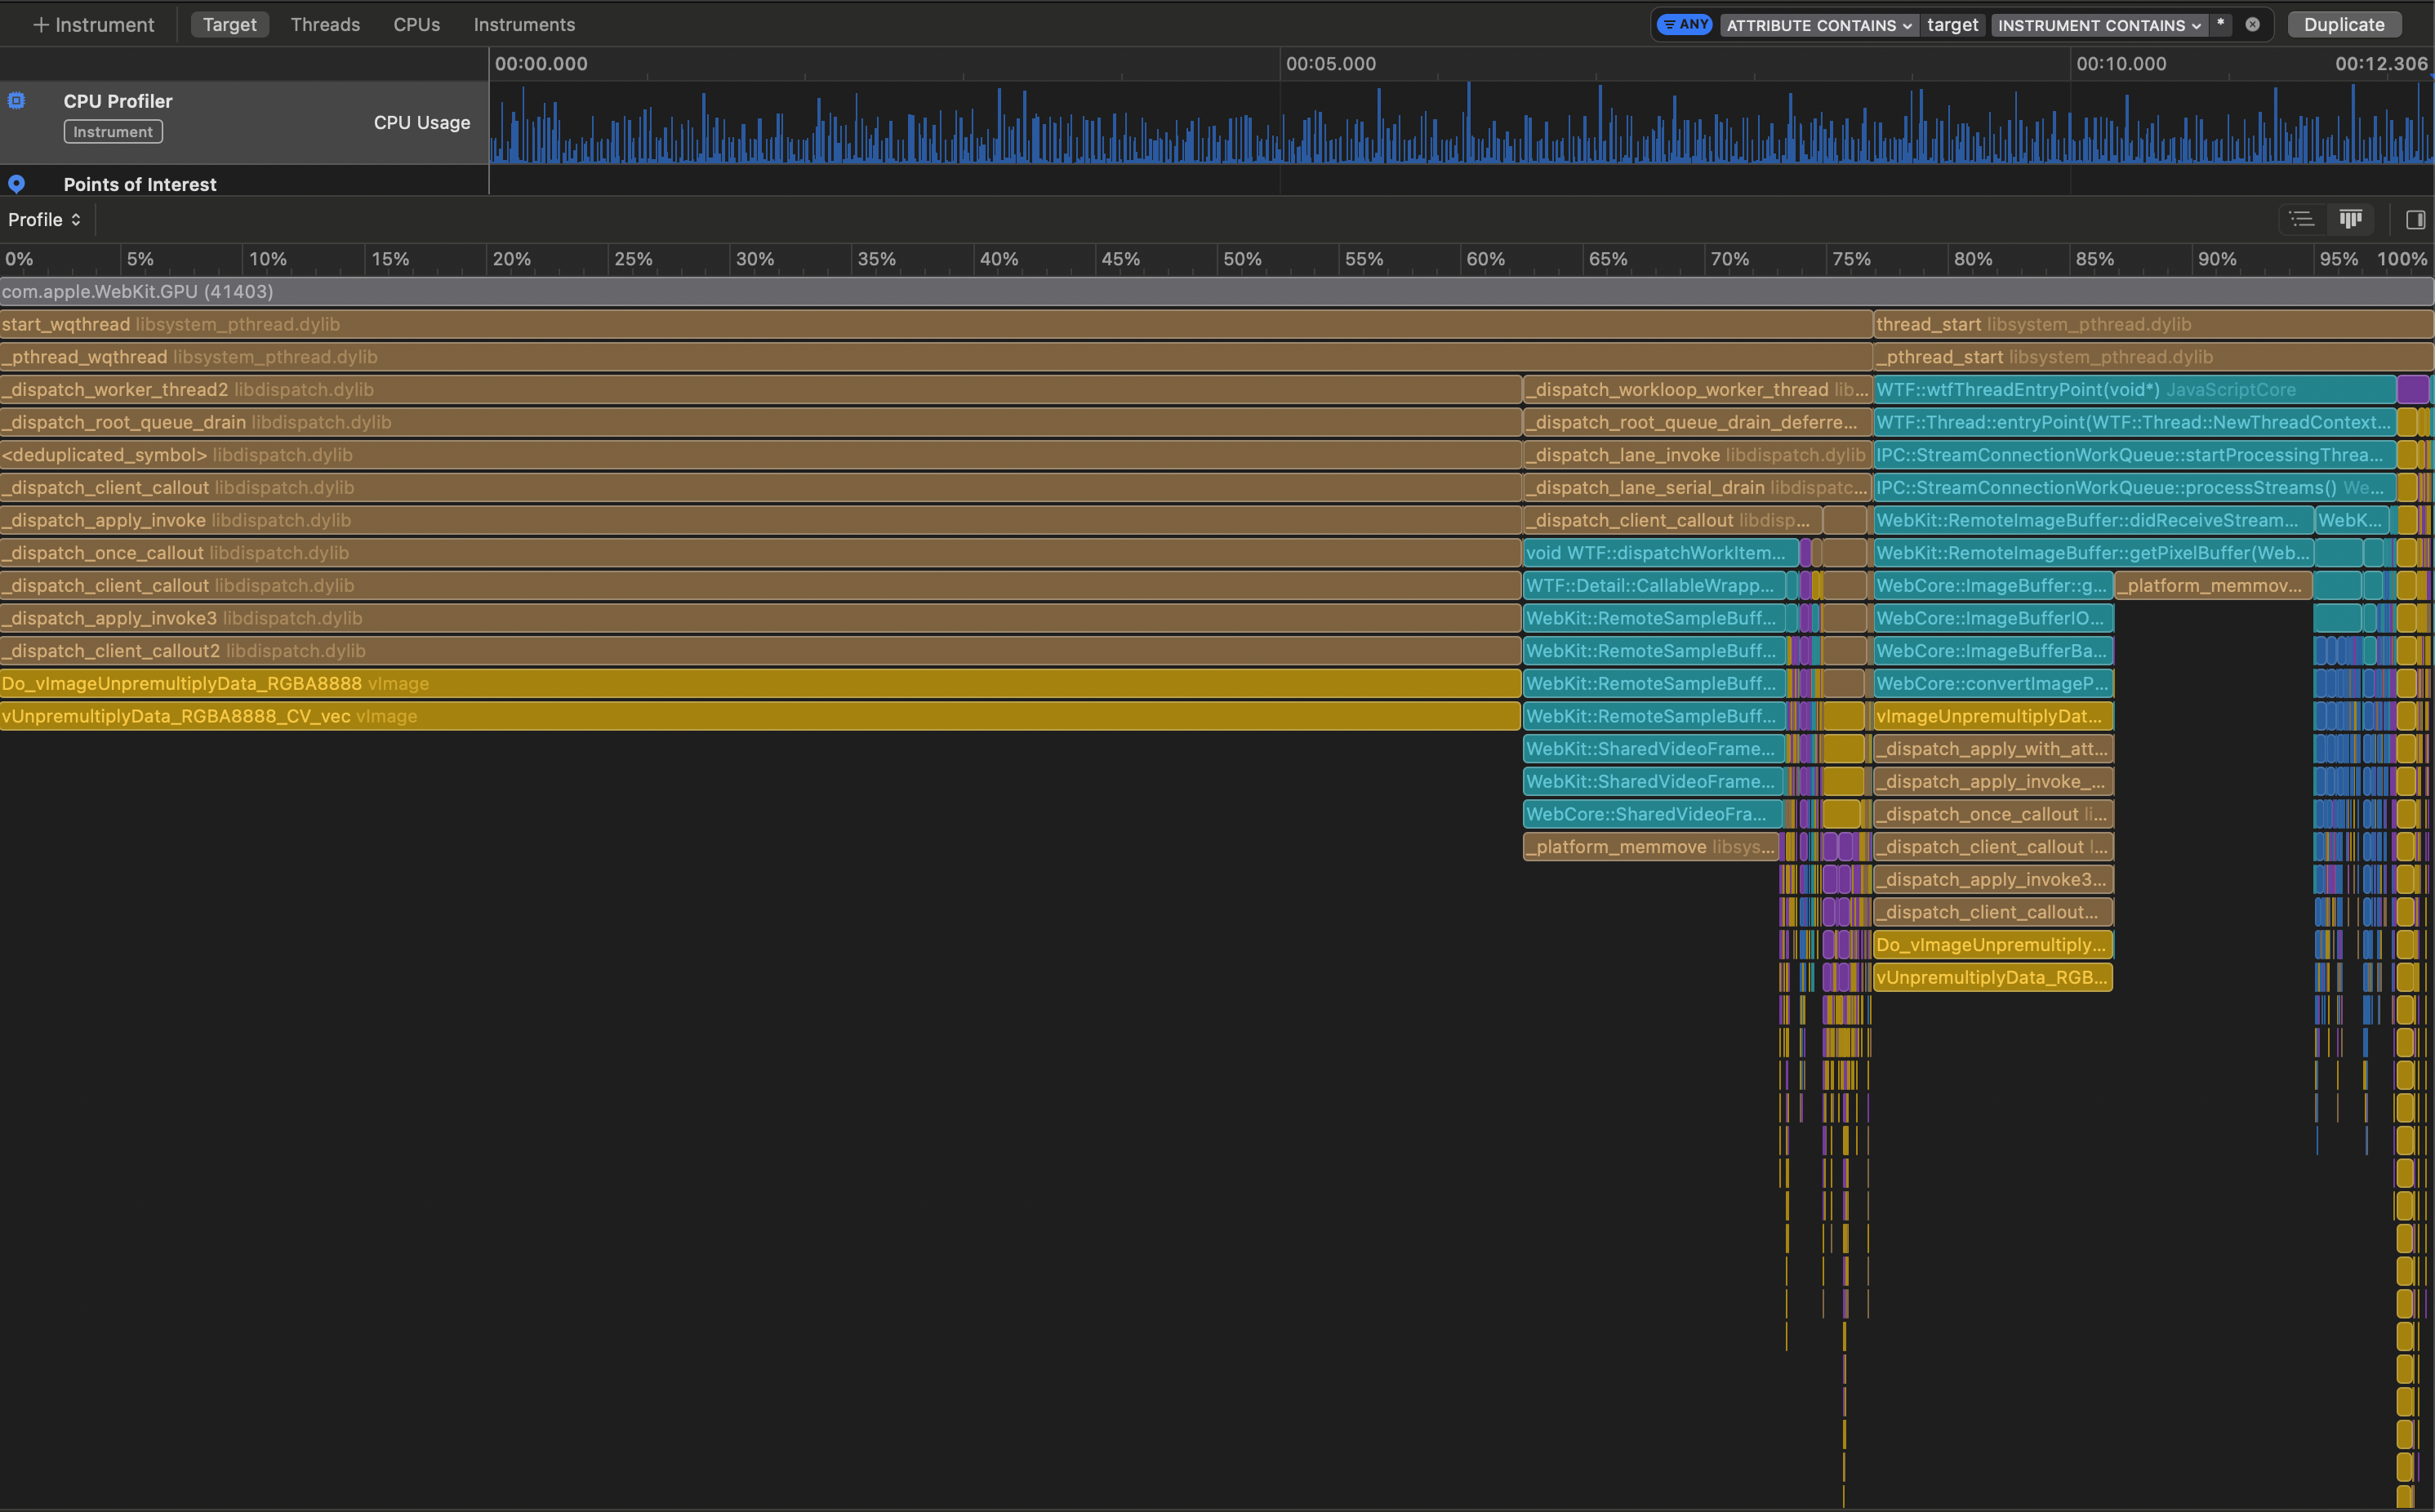 + Instrument Target Threads CPUs Instruments ANY ATTRIBUTE CONTAINS target INSTRUMENT CONTAINS * Duplicate
00:00.000 00:05.000 00:10.000 00:12.306
CPU Profiler
Instrument
CPU Usage
Points of Interest
Profile
0% 5% 10% 15% 20% 25% 30% 35% 40% 45% 50% 55% 60% 65% 70% 75% 80% 85% 90% 95% 100%
com.apple.WebKit.GPU (41403)
start_wqthread libsystem_pthread.dylib thread_start libsystem_pthread.dylib
_pthread_wqthread libsystem_pthread.dylib _pthread_start libsystem_pthread.dylib
_dispatch_worker_thread2 libdispatch.dylib _dispatch_workloop_worker_thread lib... WTF::wtfThreadEntryPoint(void*) JavaScriptCore
_dispatch_root_queue_drain libdispatch.dylib _dispatch_root_queue_drain_deferre... WTF::Thread::entryPoint(WTF::Thread::NewThreadContext...
<deduplicated_symbol> libdispatch.dylib _dispatch_lane_invoke libdispatch.dylib IPC::StreamConnectionWorkQueue::startProcessingThrea...
_dispatch_client_callout libdispatch.dylib _dispatch_lane_serial_drain libdispatc... IPC::StreamConnectionWorkQueue::processStreams() We...
_dispatch_apply_invoke libdispatch.dylib _dispatch_client_callout libdisp... WebKit::RemoteImageBuffer::didReceiveStream... WebK...
_dispatch_once_callout libdispatch.dylib void WTF::dispatchWorkItem... WebKit::RemoteImageBuffer::getPixelBuffer(Web...
_dispatch_client_callout libdispatch.dylib WTF::Detail::CallableWrapp... WebCore::ImageBuffer::g... _platform_memmov...
_dispatch_apply_invoke3 libdispatch.dylib WebKit::RemoteSampleBuff... WebCore::ImageBufferIO...
_dispatch_client_callout2 libdispatch.dylib WebKit::RemoteSampleBuff... WebCore::ImageBufferBa...
Do_vImageUnpremultiplyData_RGBA8888 vImage WebKit::RemoteSampleBuff... WebCore::convertImageP...
vUnpremultiplyData_RGBA8888_CV_vec vImage WebKit::RemoteSampleBuff... vImageUnpremultiplyDat...
WebKit::SharedVideoFrame... _dispatch_apply_with_att...
WebKit::SharedVideoFrame... _dispatch_apply_invoke_...
WebCore::SharedVideoFra... _dispatch_once_callout li...
_platform_memmove libsys... _dispatch_client_callout l...
_dispatch_apply_invoke3...
_dispatch_client_callout...
Do_vImageUnpremultiply...
vUnpremultiplyData_RGB...